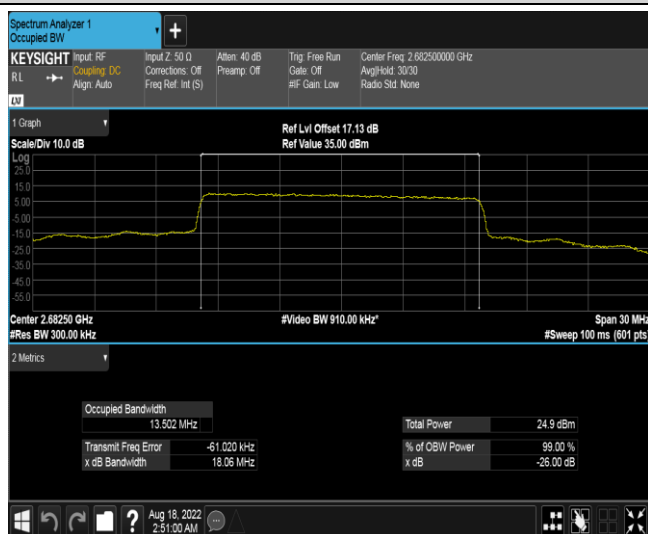 Spectrum Analyzer 1
Occupied BW
+
KEYSIGHT
R L
LXI
Input: RF
Coupling: DC
Align: Auto
Input Z: 50 Ω
Corrections: Off
Freq Ref: Int (S)
Atten: 40 dB
Preamp: Off
Trig: Free Run
Gate: Off
#IF Gain: Low
Center Freq: 2.682500000 GHz
Avg|Hold: 30/30
Radio Std: None
1 Graph
Scale/Div 10.0 dB
Ref Lvl Offset 17.13 dB
Ref Value 35.00 dBm
Log
25.0
15.0
5.00
-5.00
-15.0
-25.0
-35.0
-45.0
-55.0
Center 2.68250 GHz
#Res BW 300.00 kHz
#Video BW 910.00 kHz*
Span 30 MHz
#Sweep 100 ms (601 pts)
2 Metrics
Occupied Bandwidth
13.502 MHz
Transmit Freq Error -61.020 kHz
x dB Bandwidth 18.06 MHz
Total Power 24.9 dBm
% of OBW Power 99.00 %
x dB -26.00 dB
?
Aug 18, 2022
2:51:00 AM